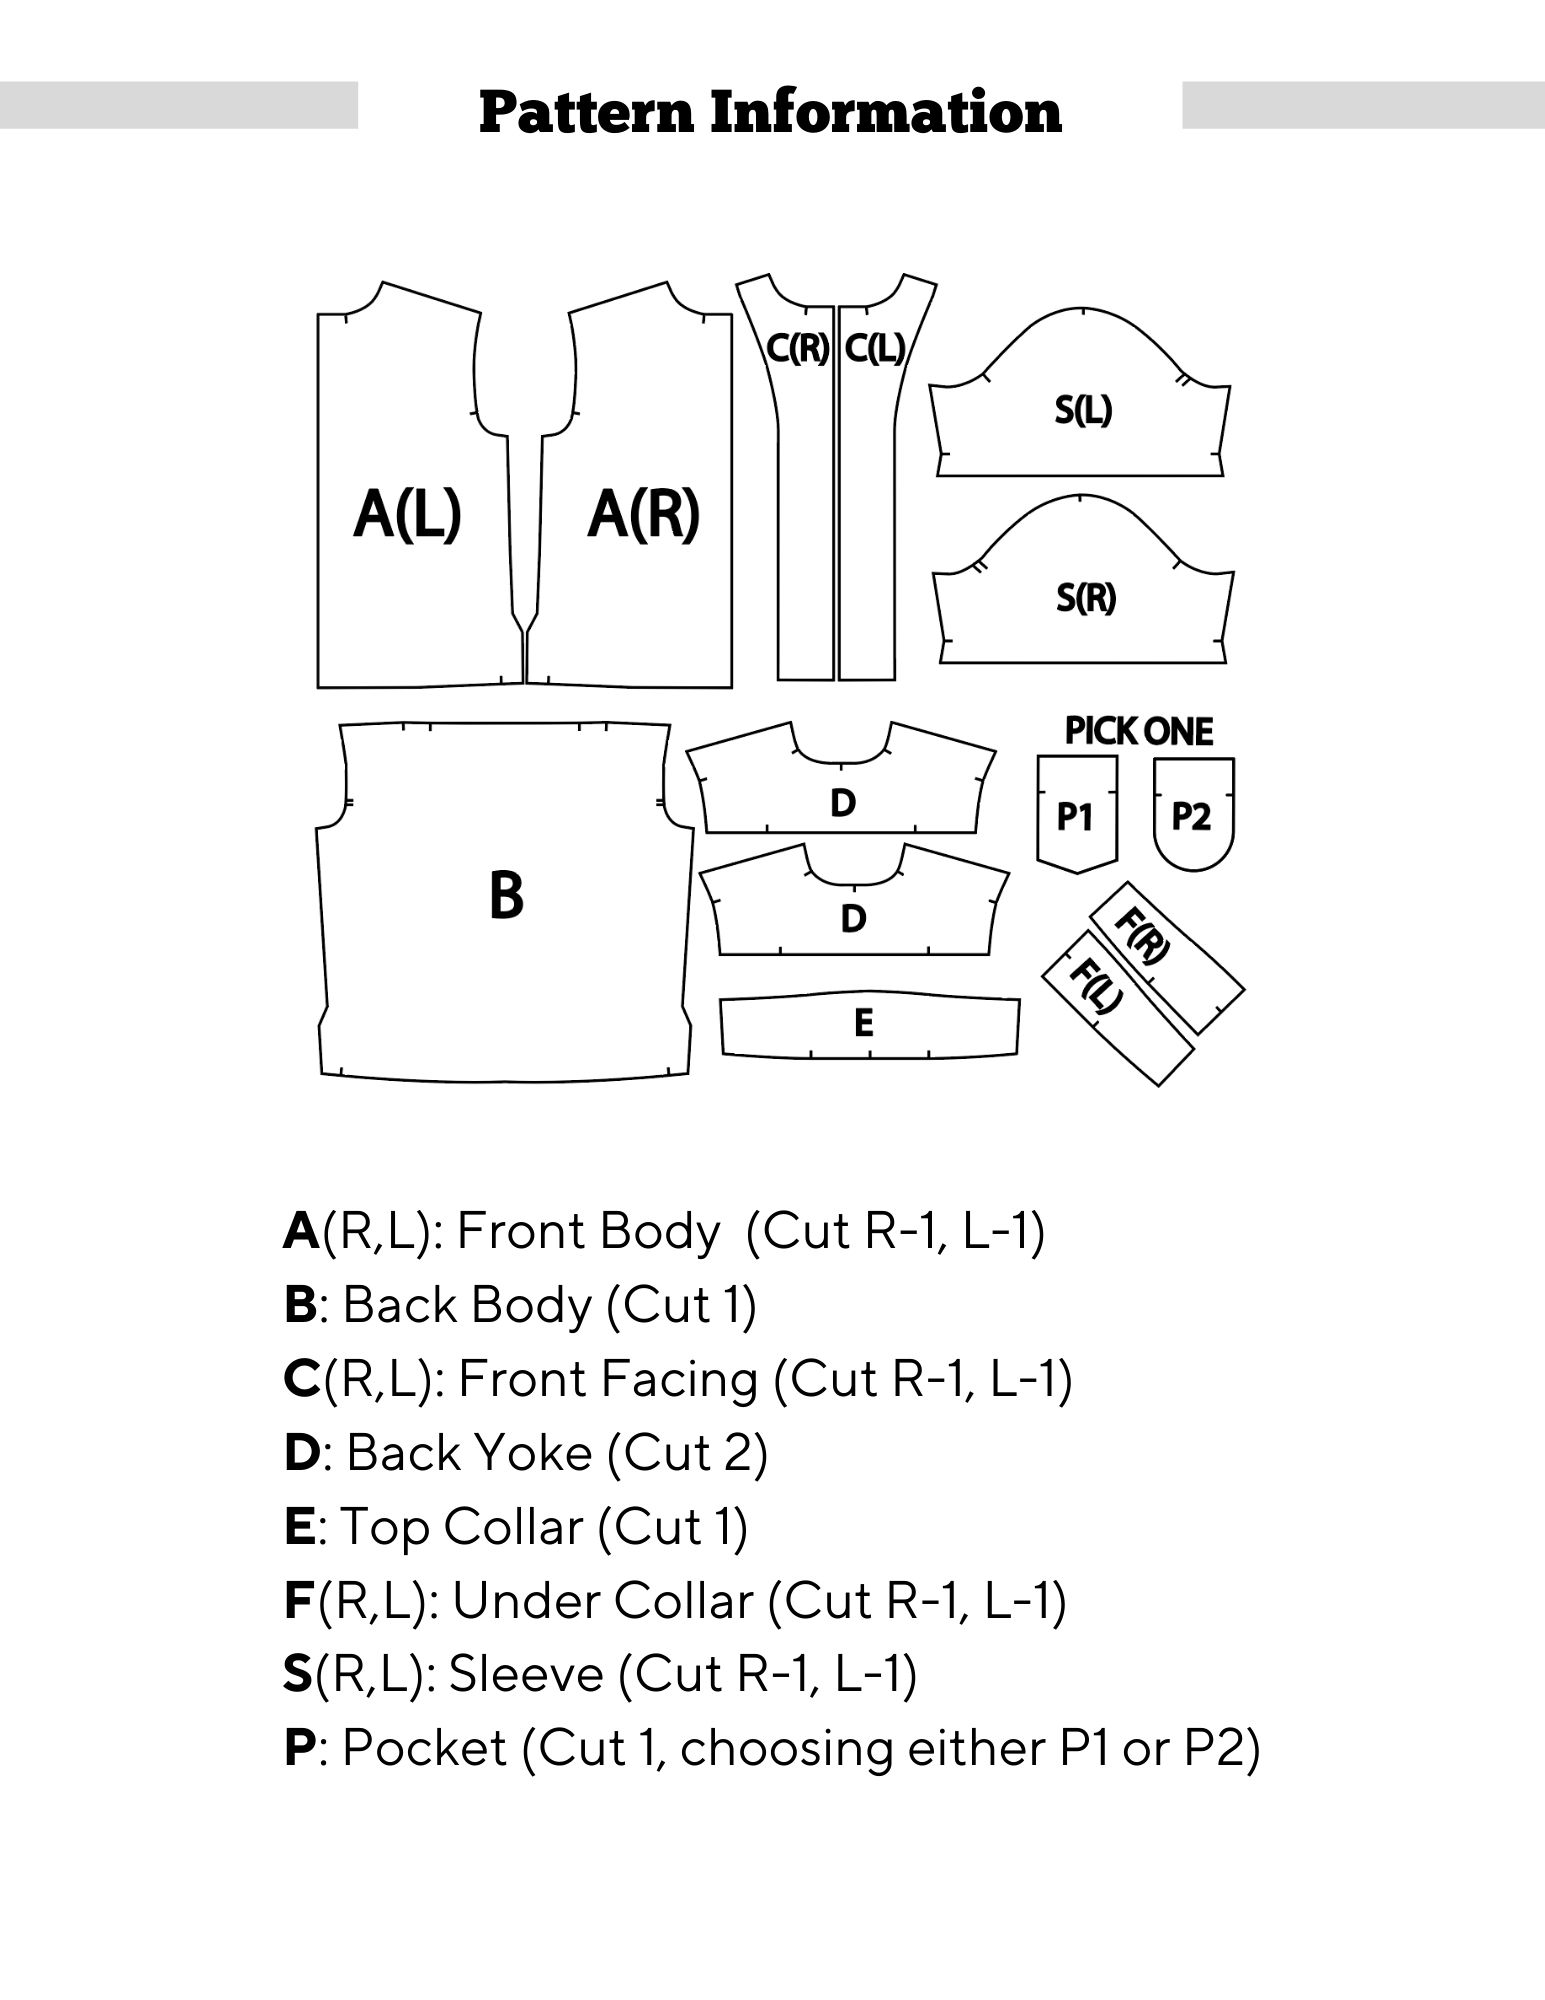 Pattern Information
A(L)
A(R)
C(R)
C(L)
S(L)
S(R)
B
D
D
E
PICK ONE
P1
P2
F(R)
F(L)
A(R,L): Front Body (Cut R-1, L-1)
B: Back Body (Cut 1)
C(R,L): Front Facing (Cut R-1, L-1)
D: Back Yoke (Cut 2)
E: Top Collar (Cut 1)
F(R,L): Under Collar (Cut R-1, L-1)
S(R,L): Sleeve (Cut R-1, L-1)
P: Pocket (Cut 1, choosing either P1 or P2)